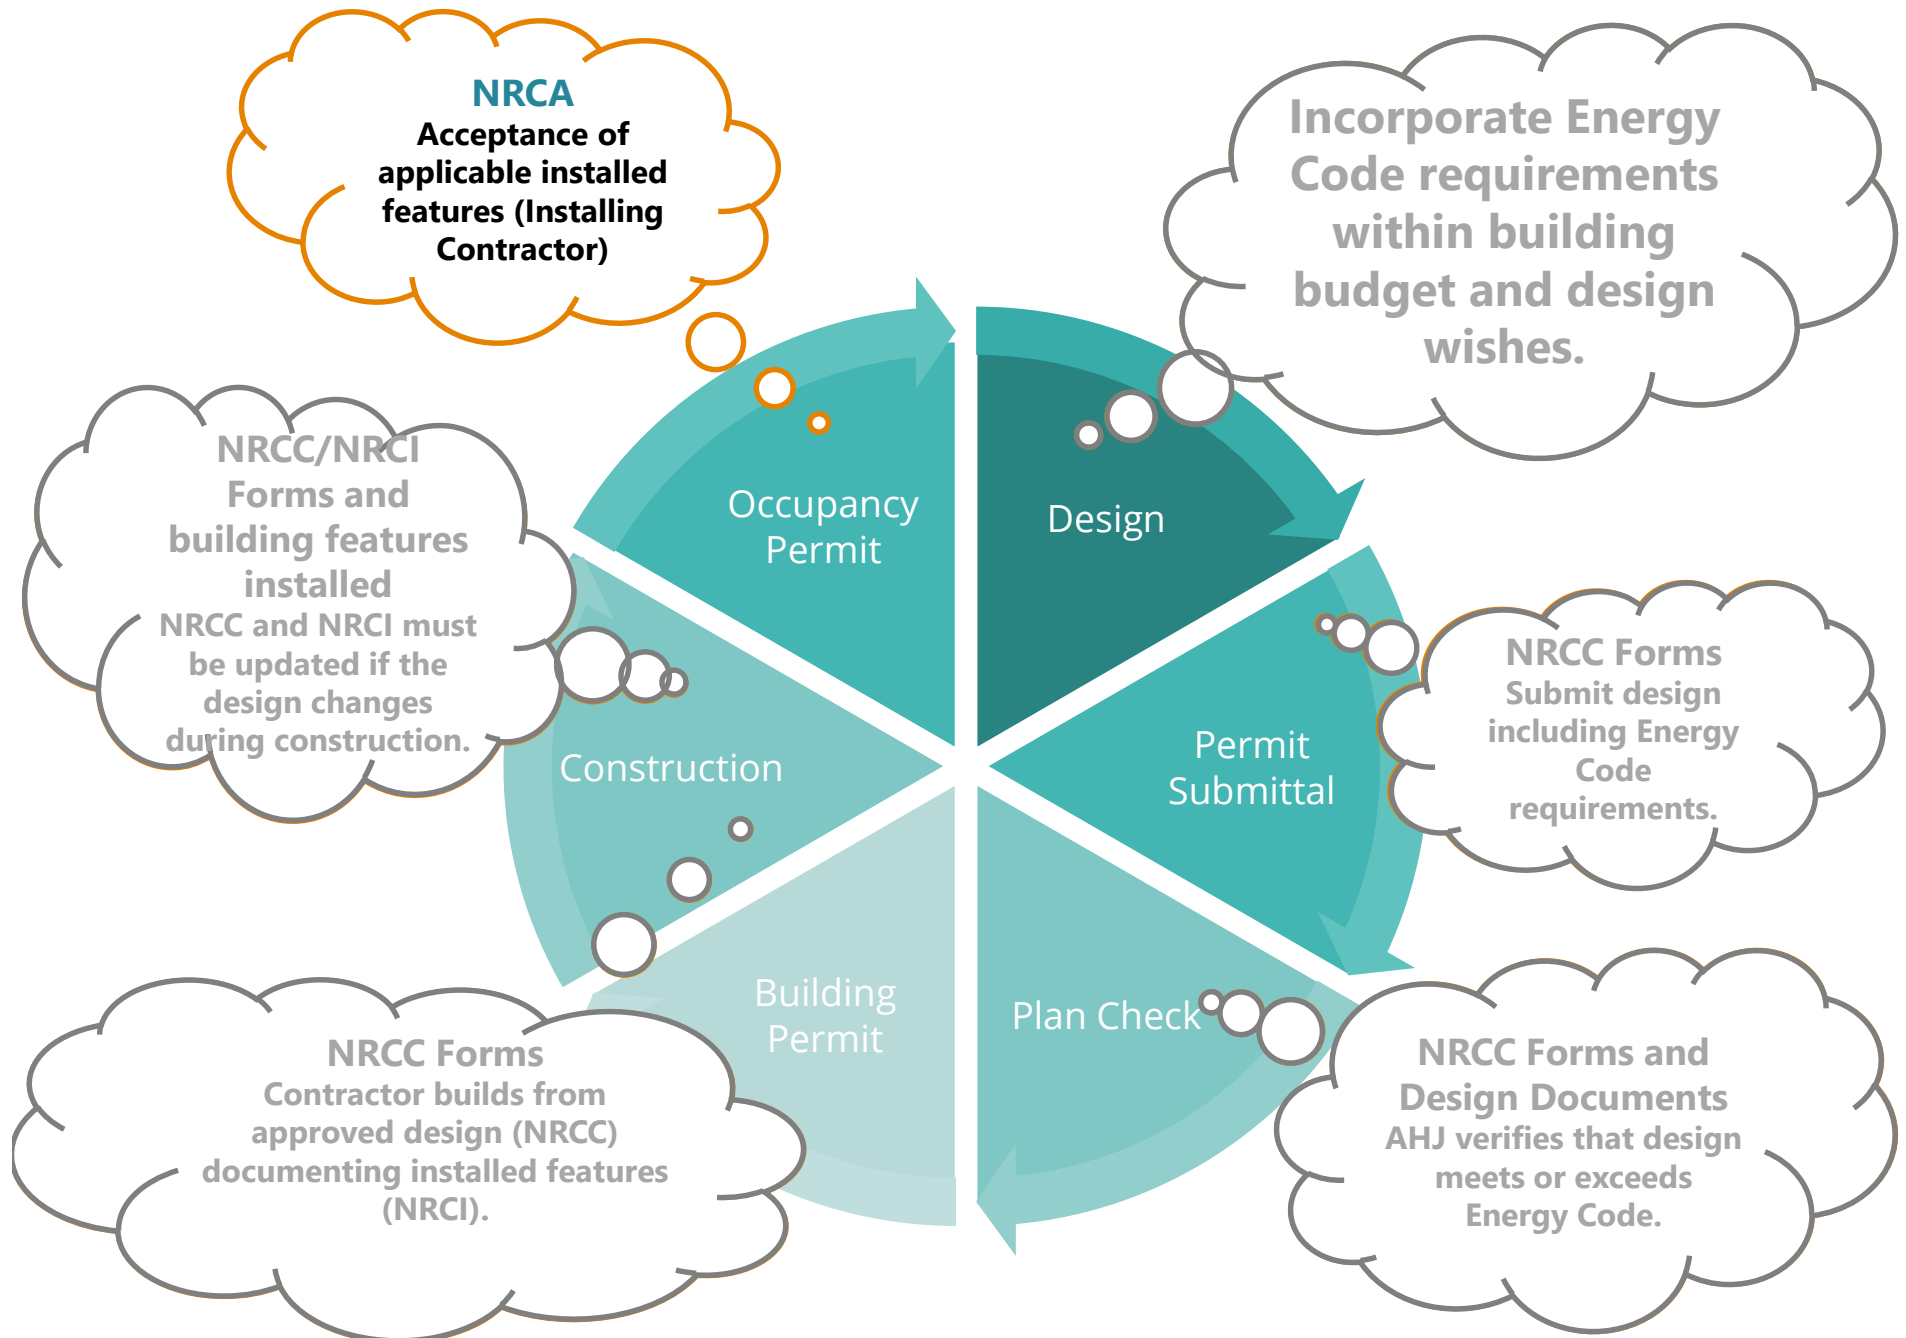 NRCA
Acceptance of
applicable installed
features (Installing
Contractor)
Incorporate Energy
Code requirements
within building
budget and design
wishes.
NRCC/NRCI
Forms and
building features
installed
NRCC and NRCI must
be updated if the
design changes
during construction.
Occupancy
Permit
Design
NRCC Forms
Submit design
including Energy
Code
requirements.
Construction
Permit
Submittal
Building
Permit
Plan Check
NRCC Forms
Contractor builds from
approved design (NRCC)
documenting installed features
(NRCI).
NRCC Forms and
Design Documents
AHJ verifies that design
meets or exceeds
Energy Code.